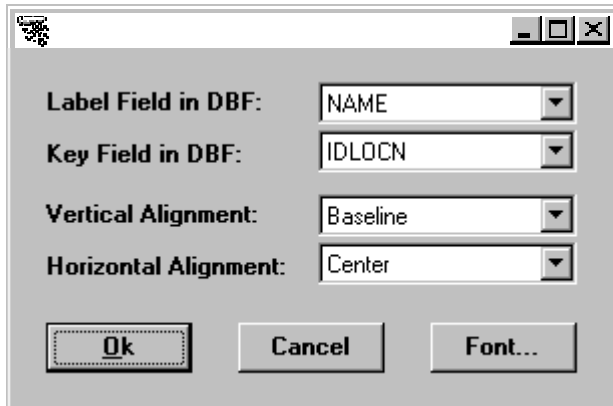 Label Field in DBF: NAME
Key Field in DBF: IDLOCN
Vertical Alignment: Baseline
Horizontal Alignment: Center
Ok Cancel Font...